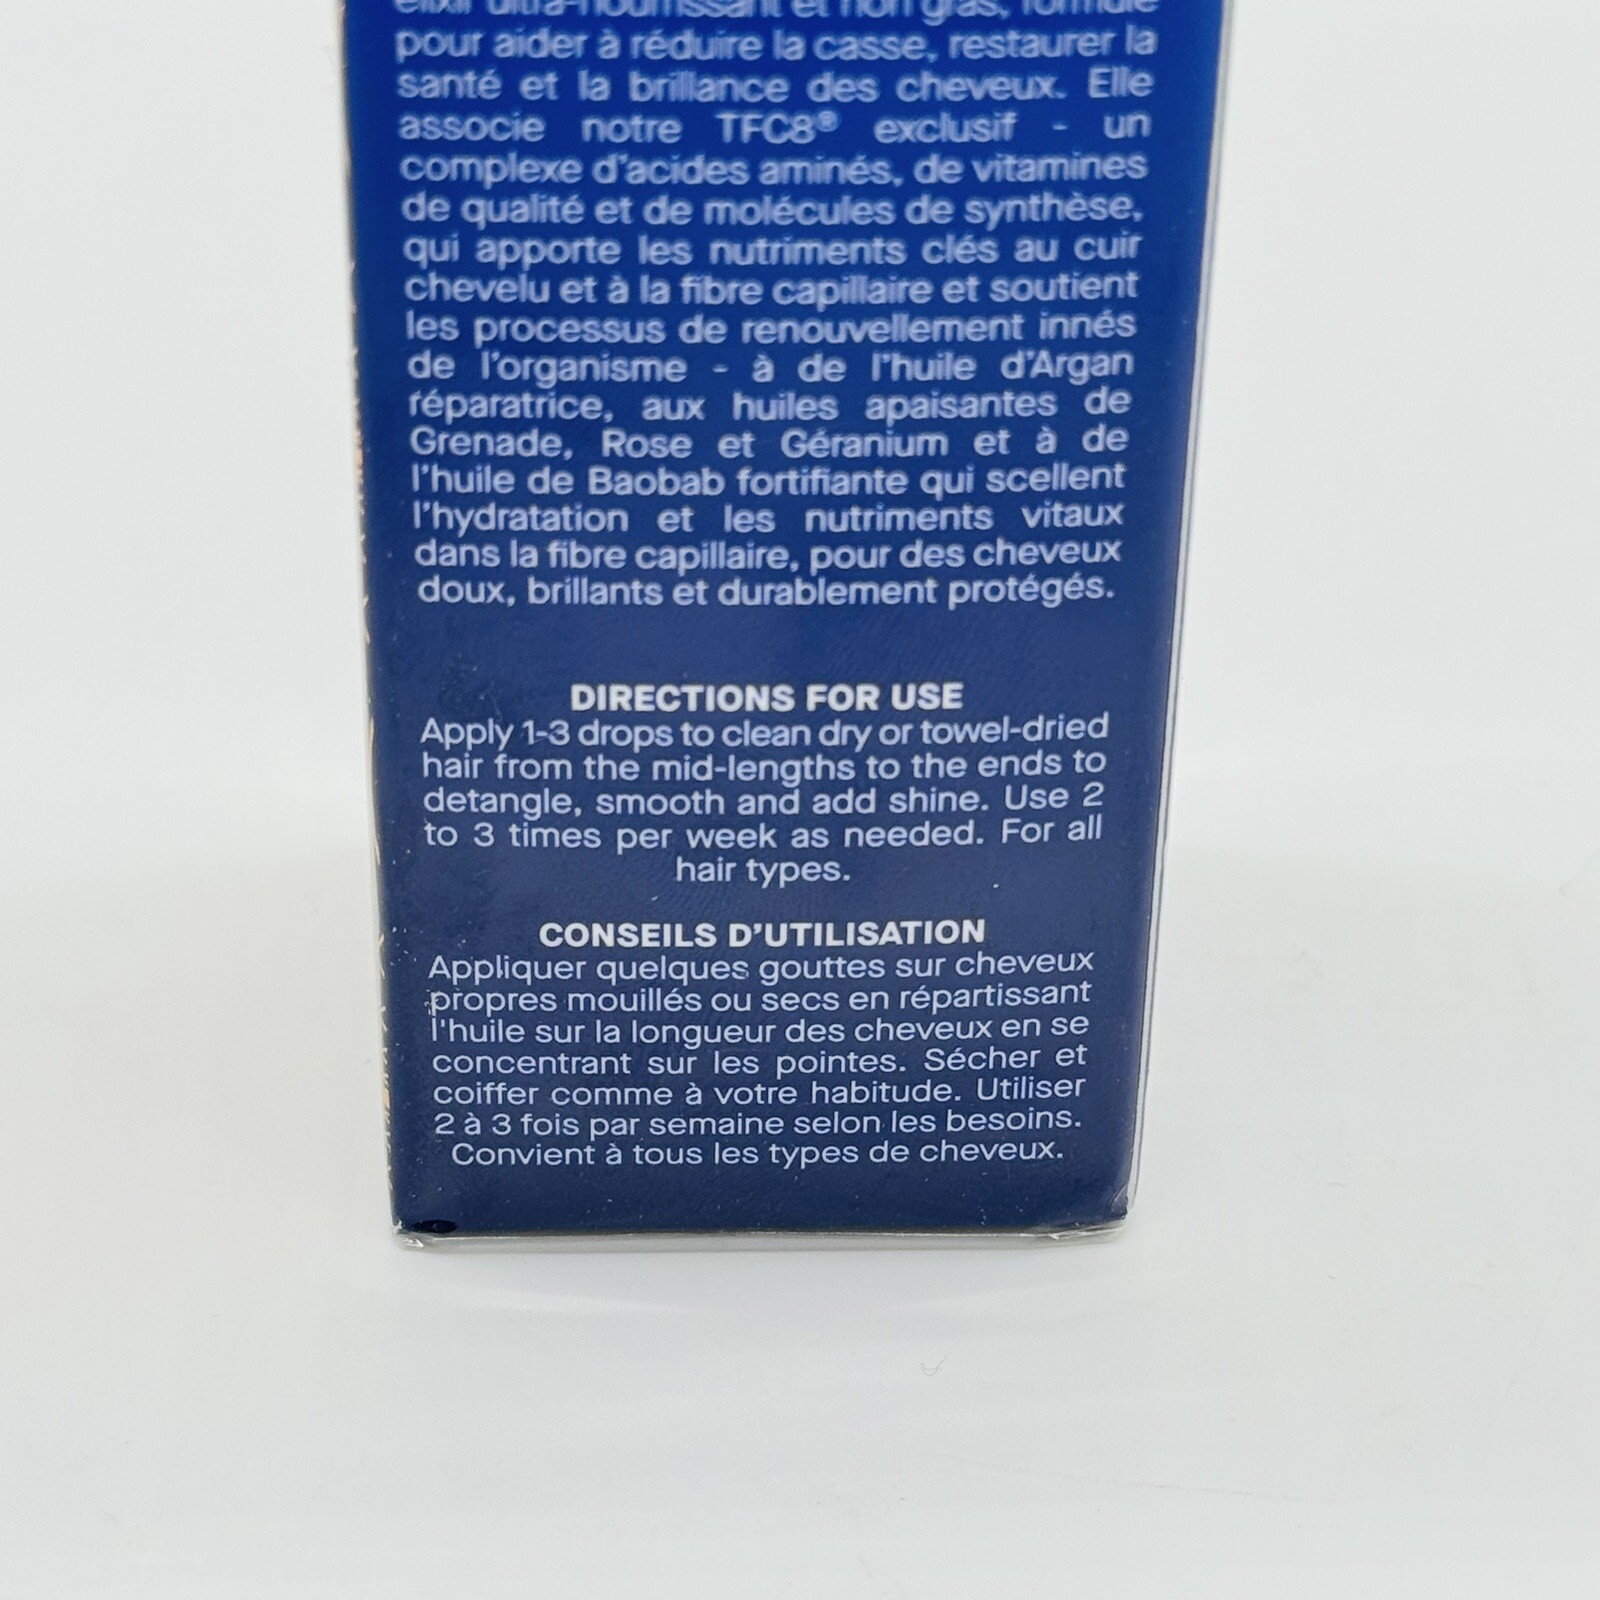 élixir ultra-nourrissant et non gras, formulé
pour aider à réduire la casse, restaurer la
santé et la brillance des cheveux. Elle
associe notre TFC8® exclusif - un
complexe d'acides aminés, de vitamines
de qualité et de molécules de synthèse,
qui apporte les nutriments clés au cuir
chevelu et à la fibre capillaire et soutient
les processus de renouvellement innés
de l'organisme - à de l'huile d'Argan
réparatrice, aux huiles apaisantes de
Grenade, Rose et Géranium et à de
l'huile de Baobab fortifiante qui scellent
l'hydratation et les nutriments vitaux
dans la fibre capillaire, pour des cheveux
doux, brillants et durablement protégés.
DIRECTIONS FOR USE
Apply 1-3 drops to clean dry or towel-dried
hair from the mid-lengths to the ends to
detangle, smooth and add shine. Use 2
to 3 times per week as needed. For all
hair types.
CONSEILS D'UTILISATION
Appliquer quelques gouttes sur cheveux
propres mouillés ou secs en répartissant
l'huile sur la longueur des cheveux en se
concentrant sur les pointes. Sécher et
coiffer comme à votre habitude. Utiliser
2 à 3 fois par semaine selon les besoins.
Convient à tous les types de cheveux.